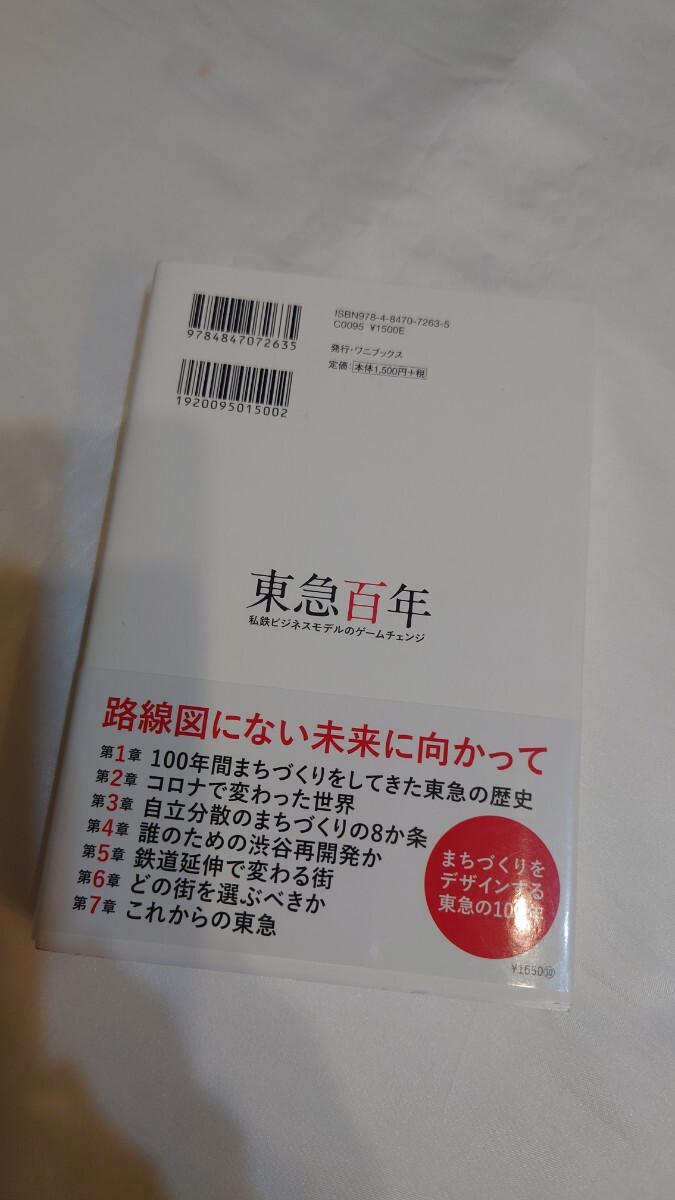 9784847072635
1920095015002
ISBN978-4-8470-7263-5
C0095 ¥1500E
発行・ワニブックス
定価：本体1,500円+税
東急百年
私鉄ビジネスモデルのゲームチェンジ
路線図にない未来に向かって
第1章 100年間まちづくりをしてきた東急の歴史
第2章 コロナで変わった世界
第3章 自立分散のまちづくりの8か条
第4章 誰のための渋谷再開発か
第5章 鉄道延伸で変わる街
第6章 どの街を選ぶべきか
第7章 これからの東急
まちづくりを
デザインする
東急の100年
¥1650⑩